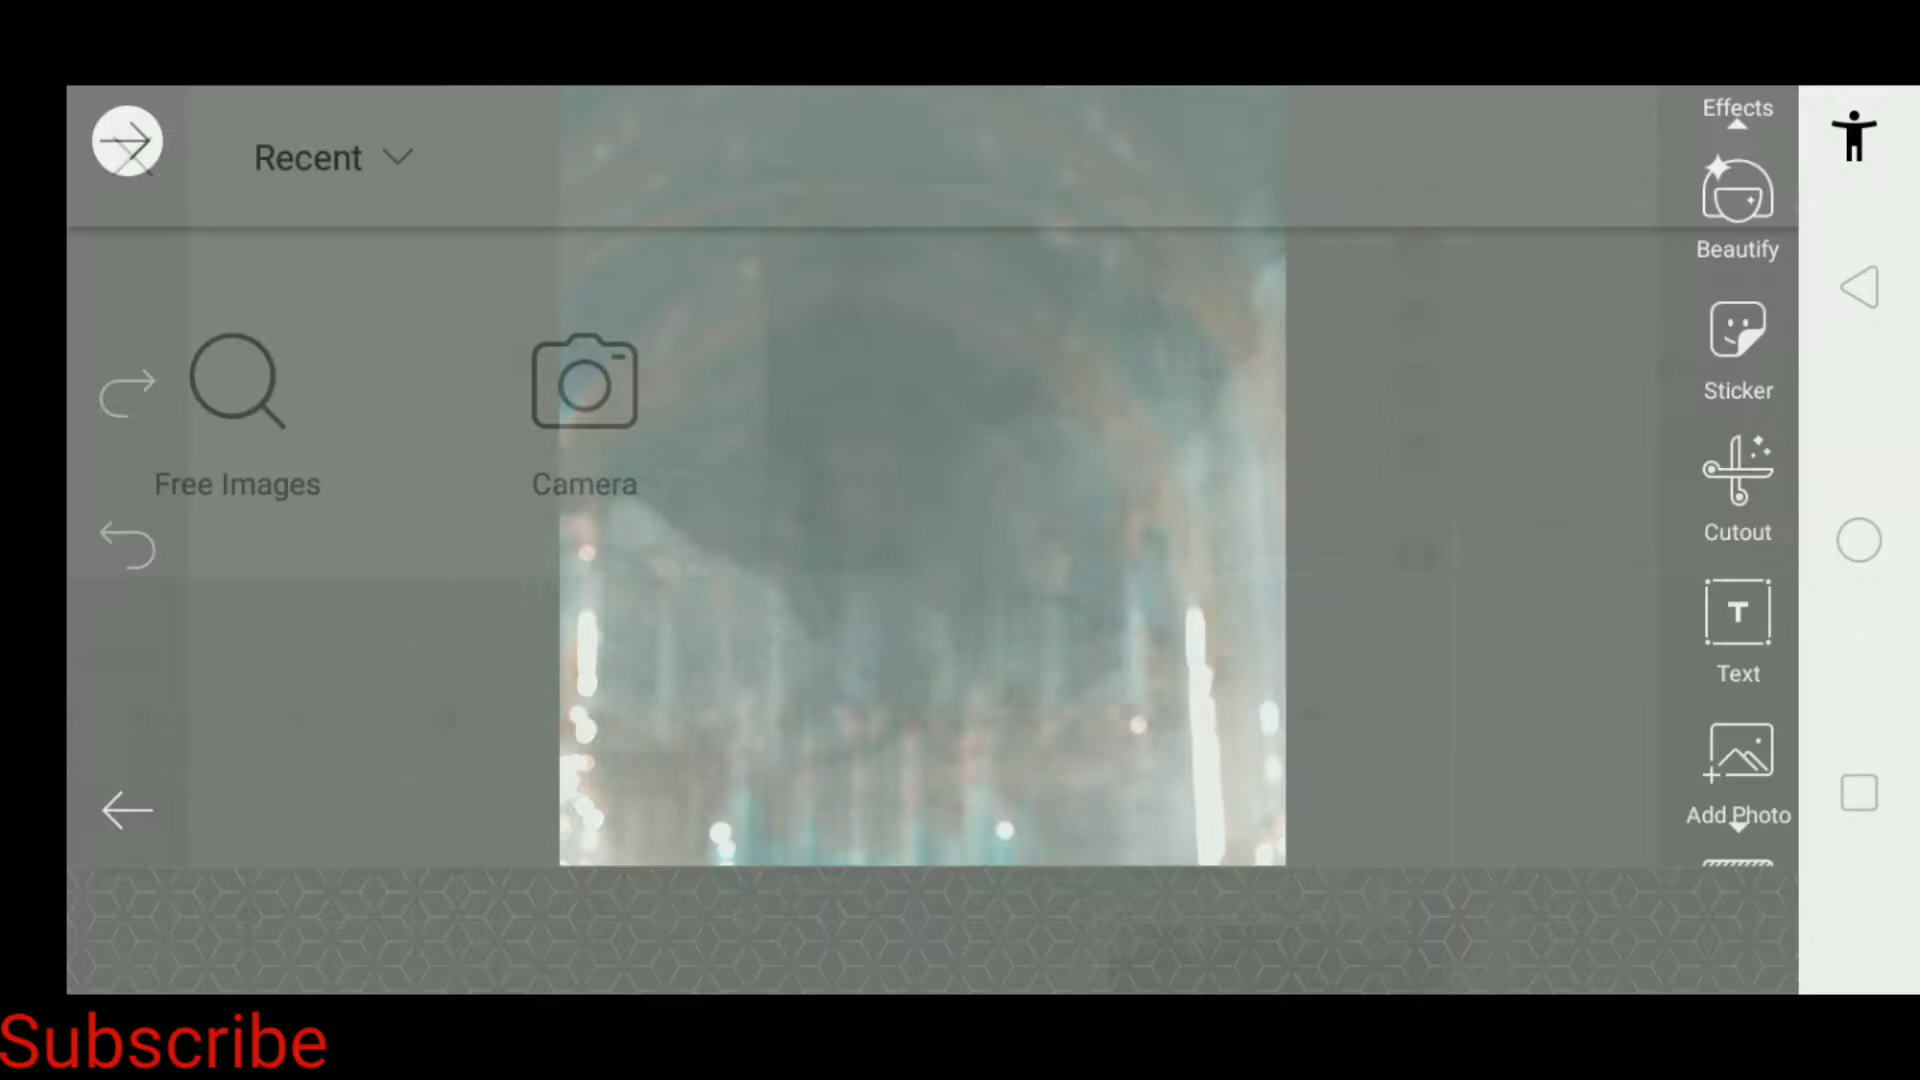 Effects
Recent
Beautify
Sticker
Free Images
Camera
Cutout
T
Text
Add Photo
Subscribe